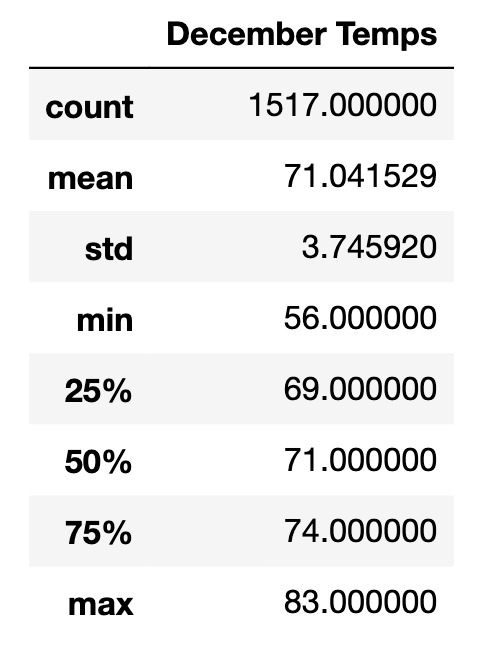 December Temps
count 1517.000000
mean 71.041529
std 3.745920
min 56.000000
25% 69.000000
50% 71.000000
75% 74.000000
max 83.000000